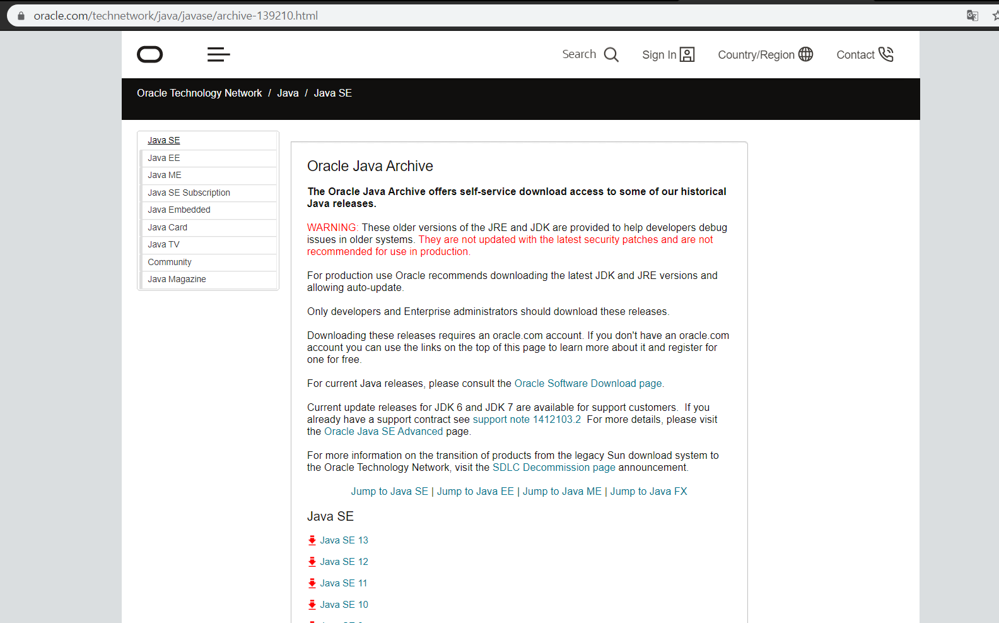 oracle.com/technetwork/java/javase/archive-139210.html
Search
Sign In
Country/Region
Contact
Oracle Technology Network / Java / Java SE
Java SE
Java EE
Java ME
Java SE Subscription
Java Embedded
Java Card
Java TV
Community
Java Magazine
Oracle Java Archive
The Oracle Java Archive offers self-service download access to some of our historical
Java releases.
WARNING: These older versions of the JRE and JDK are provided to help developers debug
issues in older systems. They are not updated with the latest security patches and are not
recommended for use in production.
For production use Oracle recommends downloading the latest JDK and JRE versions and
allowing auto-update.
Only developers and Enterprise administrators should download these releases.
Downloading these releases requires an oracle.com account. If you don't have an oracle.com
account you can use the links on the top of this page to learn more about it and register for
one for free.
For current Java releases, please consult the Oracle Software Download page.
Current update releases for JDK 6 and JDK 7 are available for support customers.  If you
already have a support contract see support note 1412103.2  For more details, please visit
the Oracle Java SE Advanced page.
For more information on the transition of products from the legacy Sun download system to
the Oracle Technology Network, visit the SDLC Decommission page announcement.
Jump to Java SE | Jump to Java EE | Jump to Java ME | Jump to Java FX
Java SE
Java SE 13
Java SE 12
Java SE 11
Java SE 10